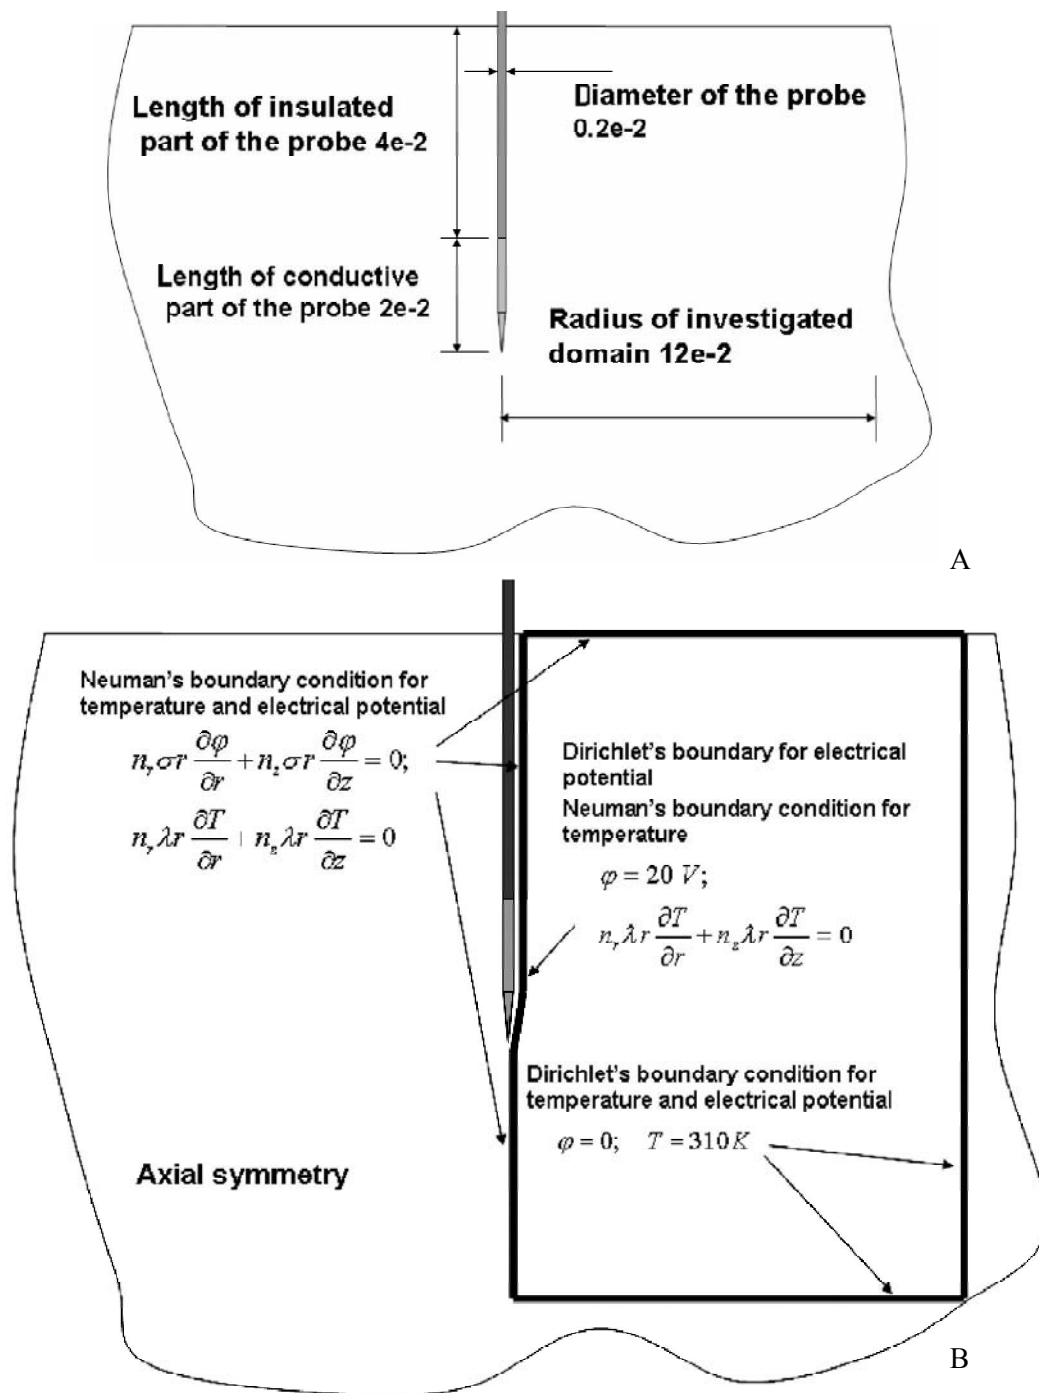 Length of insulated
part of the probe 4e-2
Diameter of the probe
0.2e-2
Length of conductive
part of the probe 2e-2
Radius of investigated
domain 12e-2
A
Neuman's boundary condition for
temperature and electrical potential
n_r σr ∂φ/∂r + n_z σr ∂φ/∂z = 0;
n_r λr ∂T/∂r + n_z λr ∂T/∂z = 0
Dirichlet's boundary for electrical
potential
Neuman's boundary condition for
temperature
φ = 20 V;
n_r λr ∂T/∂r + n_z λr ∂T/∂z = 0
Dirichlet's boundary condition for
temperature and electrical potential
φ = 0; T = 310 K
Axial symmetry
B